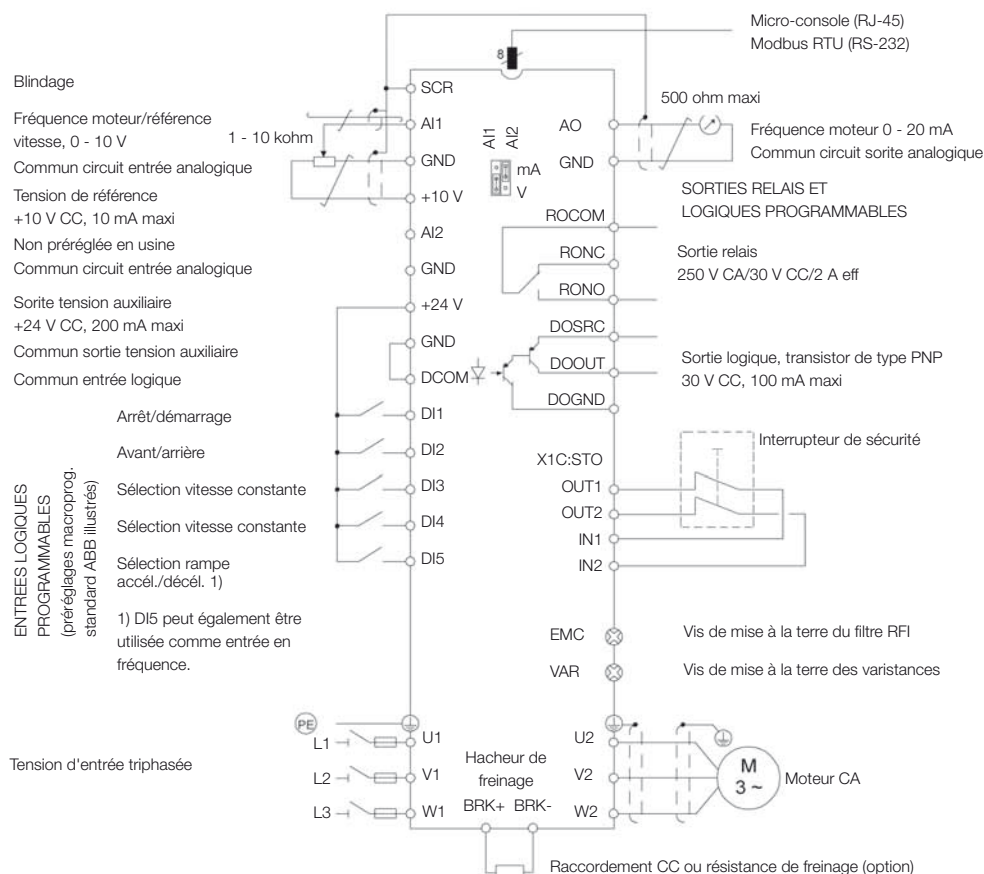 Micro-console (RJ-45)
Modbus RTU (RS-232)
8
Blindage
SCR
Fréquence moteur/référence
vitesse, 0 - 10 V
1 - 10 kohm
AI1
Commun circuit entrée analogique
GND
Tension de référence
+10 V CC, 10 mA maxi
+10 V
Non préréglée en usine
AI2
Commun circuit entrée analogique
GND
Sorite tension auxiliaire
+24 V CC, 200 mA maxi
+24 V
Commun sortie tension auxiliaire
GND
Commun entrée logique
DCOM
Arrêt/démarrage
DI1
Avant/arrière
DI2
Sélection vitesse constante
DI3
Sélection vitesse constante
DI4
Sélection rampe
accél./décél. 1)
DI5
1) DI5 peut également être
utilisée comme entrée en
fréquence.
ENTREES LOGIQUES
PROGRAMMABLES
(préréglages macroprog.
standard ABB illustrés)
AI1
AI2
mA
V
500 ohm maxi
AO
Fréquence moteur 0 - 20 mA
GND
Commun circuit sorite analogique
SORTIES RELAIS ET
LOGIQUES PROGRAMMABLES
ROCOM
RONC
RONO
Sortie relais
250 V CA/30 V CC/2 A eff
DOSRC
DOOUT
DOGND
Sortie logique, transistor de type PNP
30 V CC, 100 mA maxi
Interrupteur de sécurité
X1C:STO
OUT1
OUT2
IN1
IN2
EMC
Vis de mise à la terre du filtre RFI
VAR
Vis de mise à la terre des varistances
PE
Tension d'entrée triphasée
L1
U1
L2
V1
L3
W1
Hacheur de
freinage
BRK+ BRK-
U2
V2
W2
M
3 ~
Moteur CA
Raccordement CC ou résistance de freinage (option)